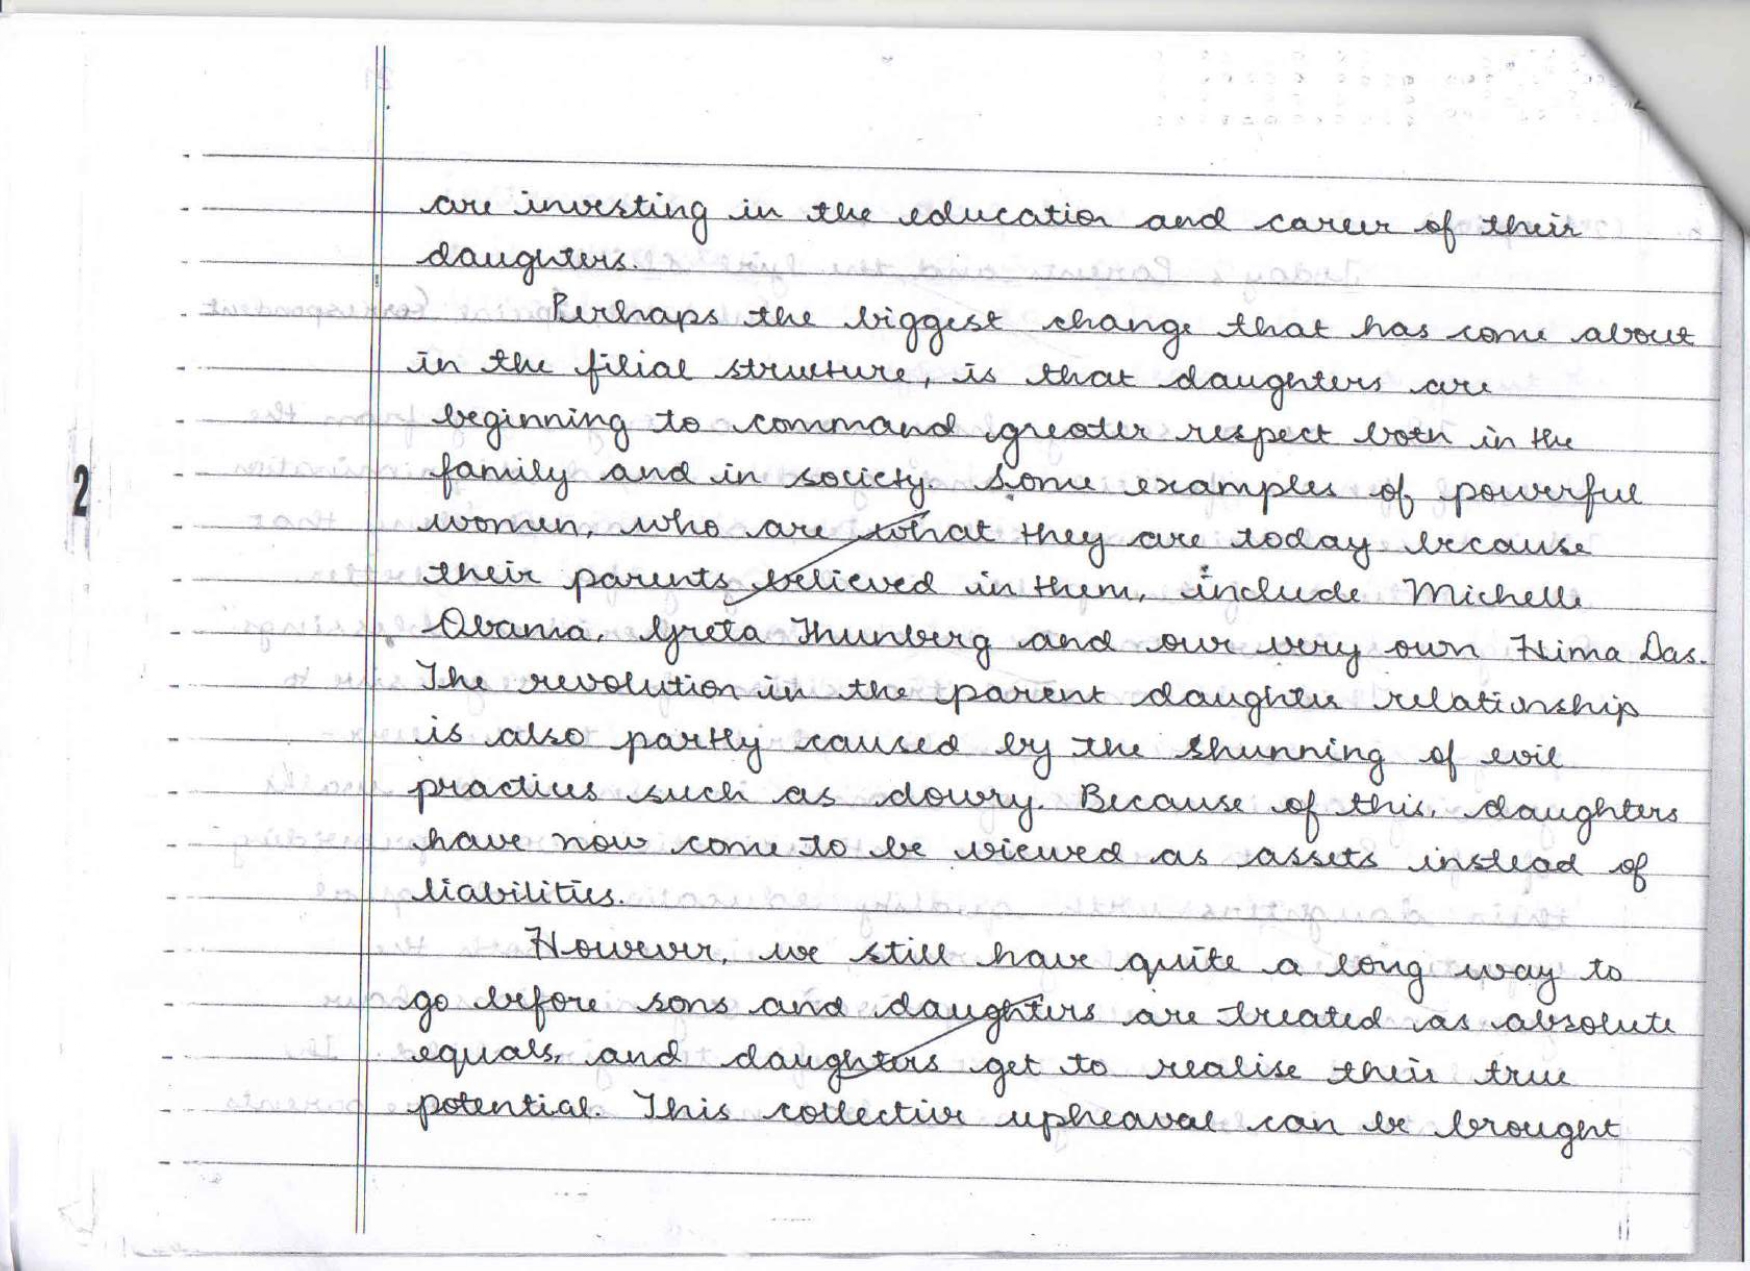 are investing in the education and career of their
daughters.
Perhaps the biggest change that has come about
in the filial structure, is that daughters are
beginning to command greater respect both in the
family and in society. Some examples of powerful
women, who are what they are today because
their parents believed in them, include Michelle
Obama, Greta Thunberg and our very own Hima Das.
The revolution in the parent daughter relationship
is also partly caused by the shunning of evil
practices such as dowry. Because of this, daughters
have now come to be viewed as assets instead of
liabilities.
However, we still have quite a long way to
go before sons and daughters are treated as absolute
equals, and daughters get to realise their true
potential. This collective upheaval can be brought
2